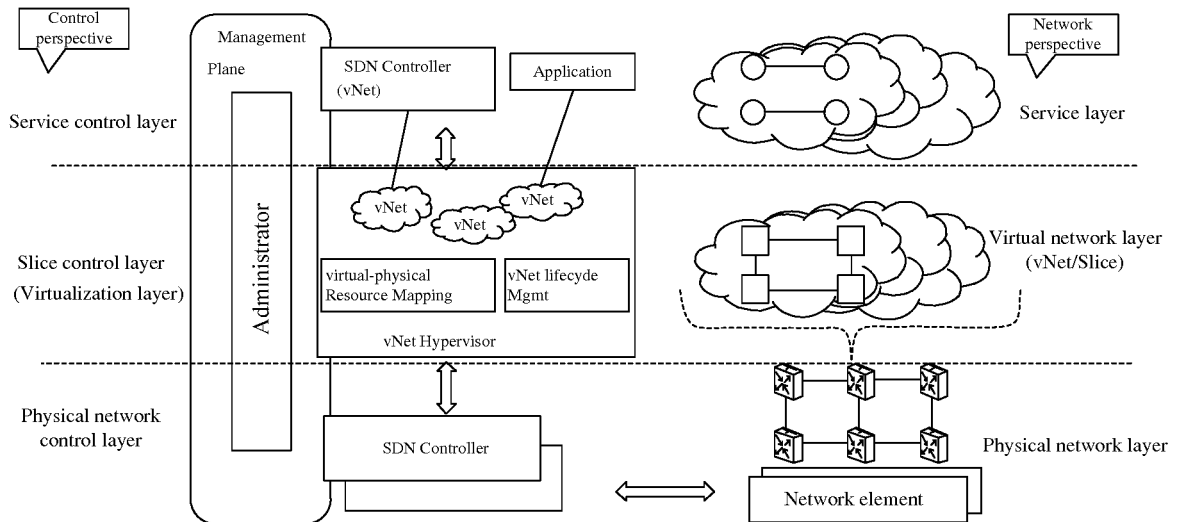 Control
perspective
Management
Plane
SDN Controller
(vNet)
Application
Network
perspective
Service control layer
Service layer
Administrator
vNet
vNet
vNet
Slice control layer
(Virtualization layer)
virtual-physical
Resource Mapping
vNet lifecyde
Mgmt
vNet Hypervisor
Virtual network layer
(vNet/Slice)
Physical network
control layer
SDN Controller
Physical network layer
Network element